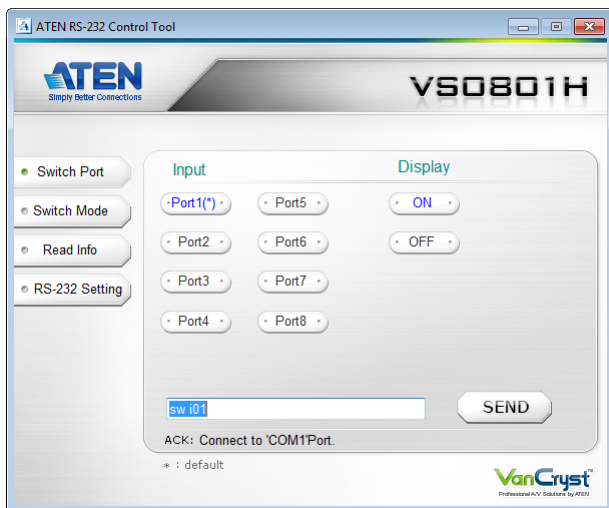 ATEN RS-232 Control Tool
ATEN
Simply Better Connections
VS0801H
Switch Port
Switch Mode
Read Info
RS-232 Setting
Input
Display
Port1(*)
Port5
ON
Port2
Port6
OFF
Port3
Port7
Port4
Port8
sw i01
SEND
ACK: Connect to 'COM1'Port.
* : default
VanCryst
Professional A/V Solutions by ATEN